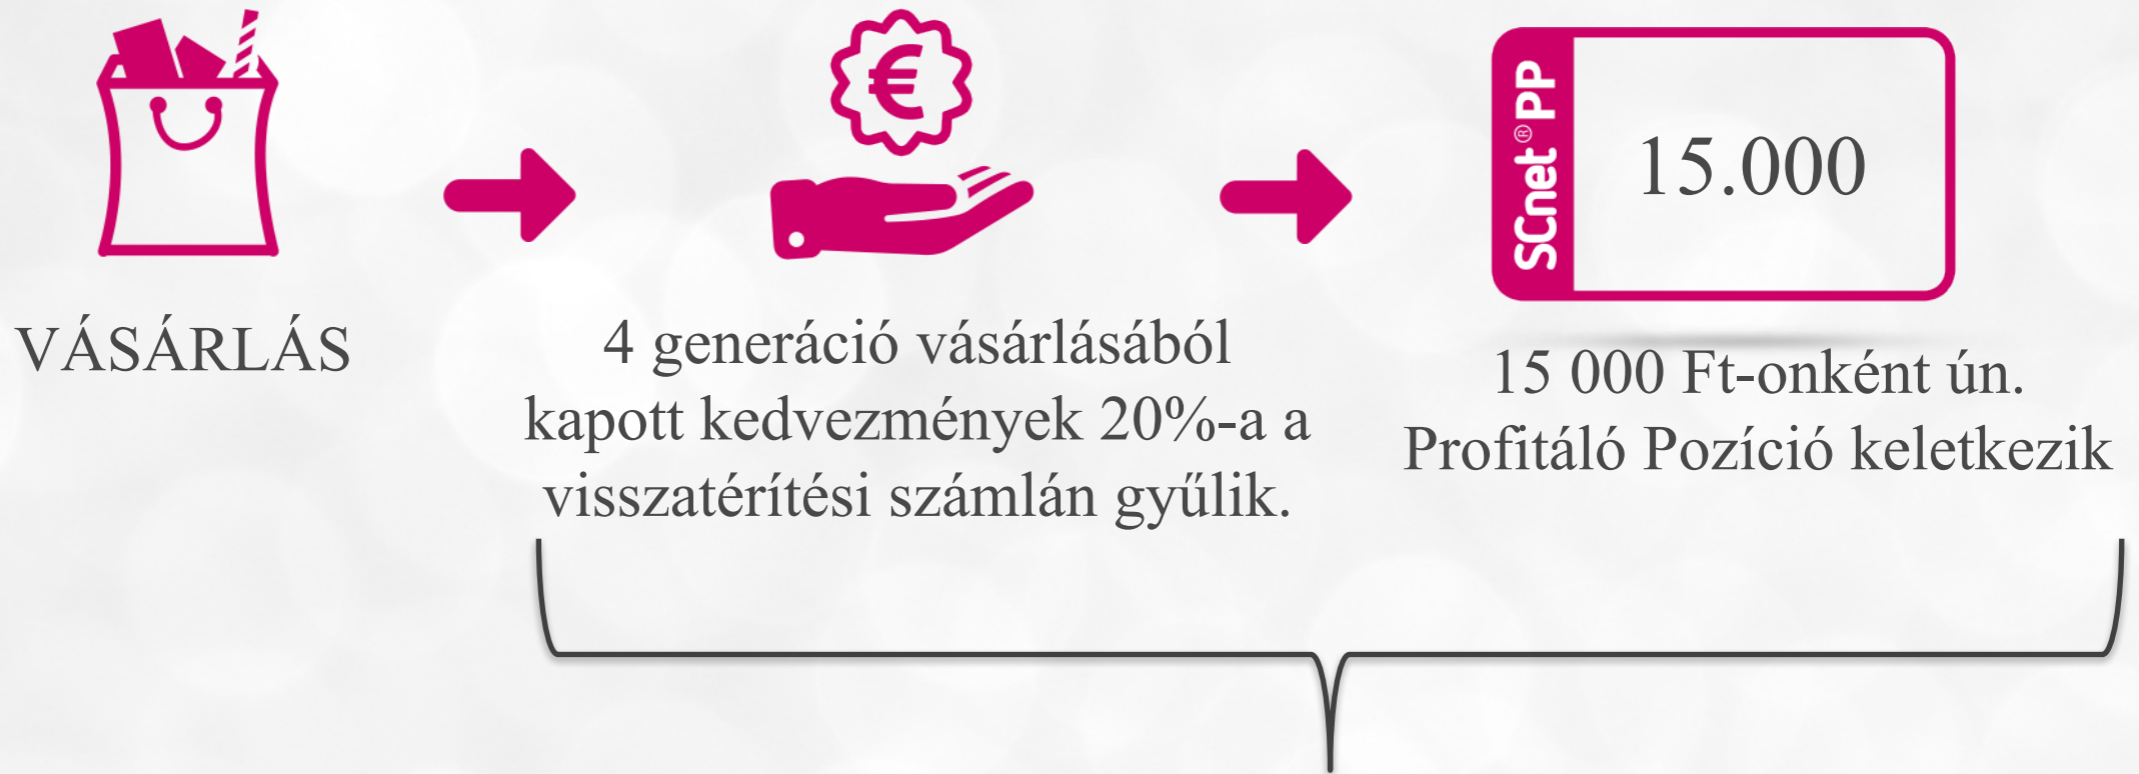 VÁSÁRLÁS
€
4 generáció vásárlásából
kapott kedvezmények 20%-a a
visszatérítési számlán gyűlik.
SCnet® PP
15.000
15 000 Ft-onként ún.
Profitáló Pozíció keletkezik